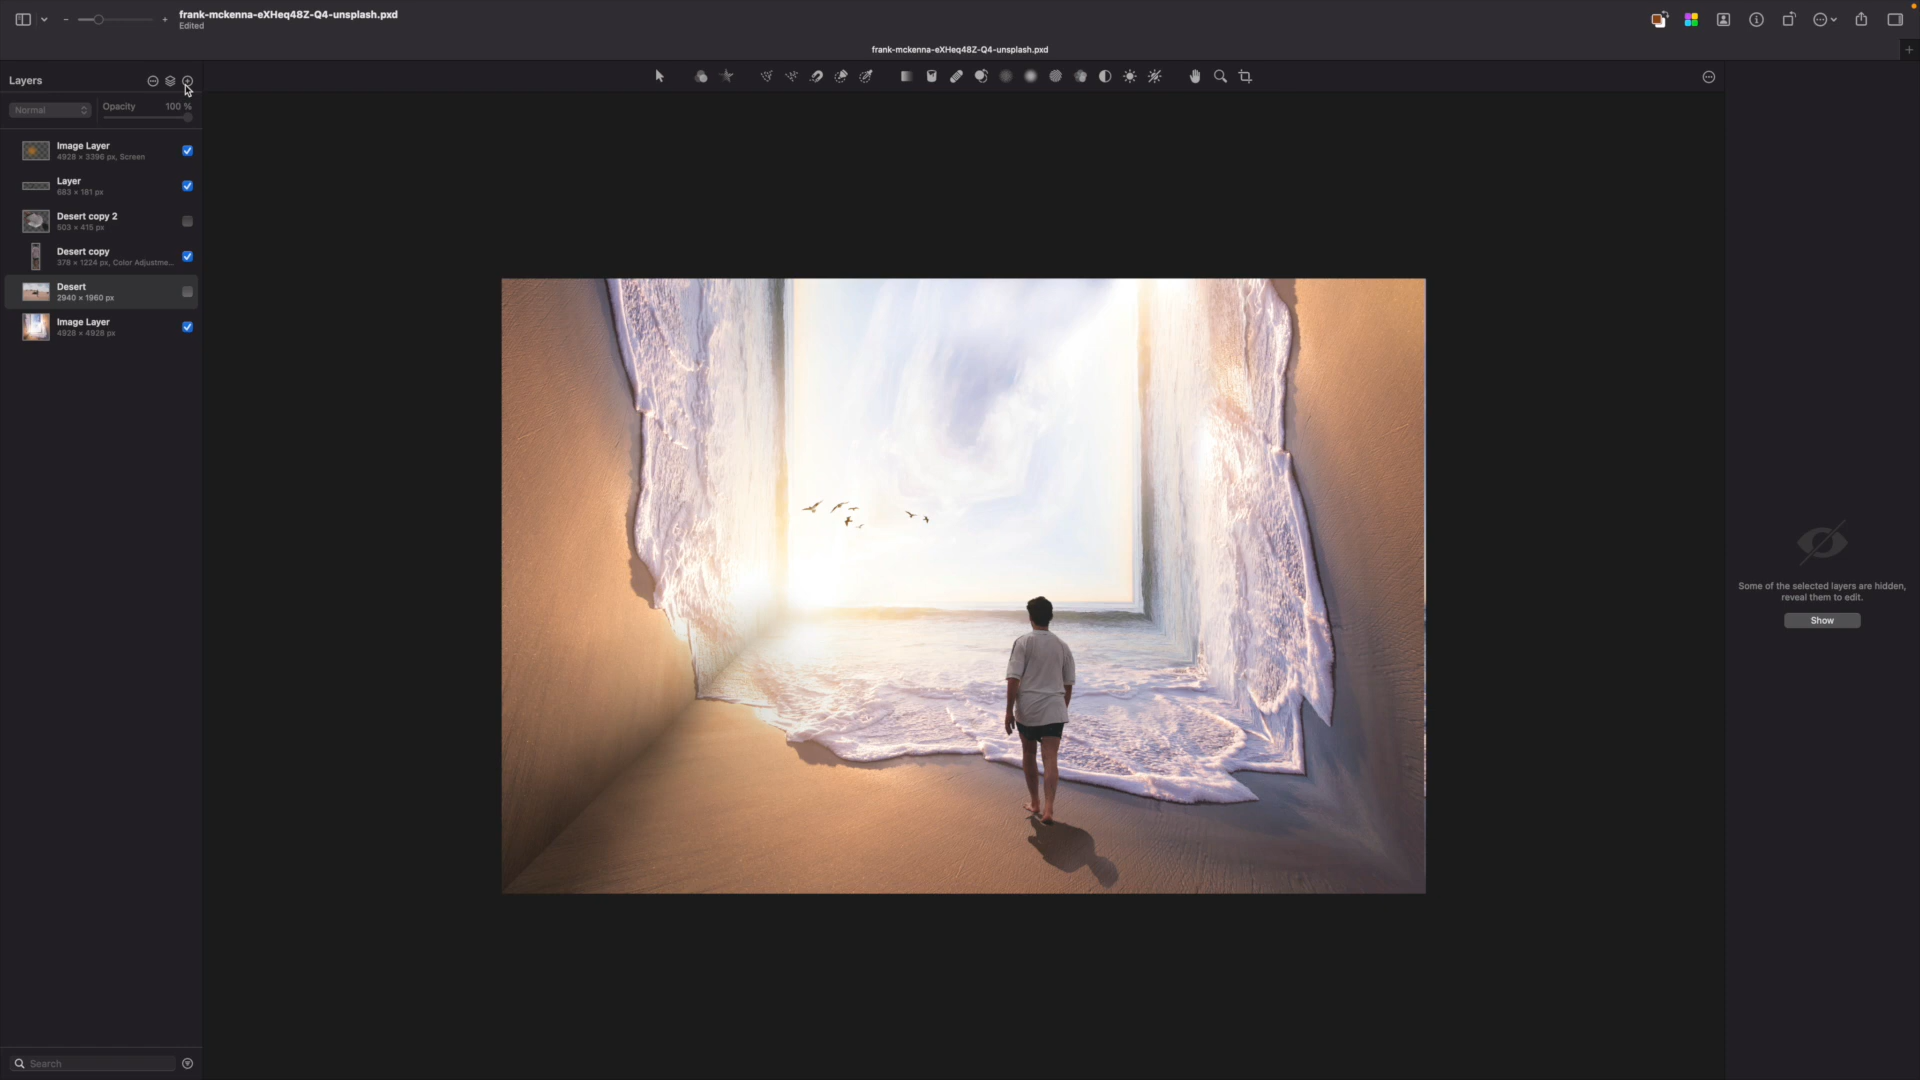 frank-mckenna-eXHeq48Z-Q4-unsplash.pxd
Edited
frank-mckenna-eXHeq48Z-Q4-unsplash.pxd
Layers
Normal
Opacity 100 %
Image Layer
4928 × 3396 px, Screen
Layer
683 × 181 px
Desert copy 2
503 × 415 px
Desert copy
378 × 1224 px, Color Adjustme...
Desert
2940 × 1960 px
Image Layer
4928 × 4928 px
Some of the selected layers are hidden,
reveal them to edit.
Show
Search